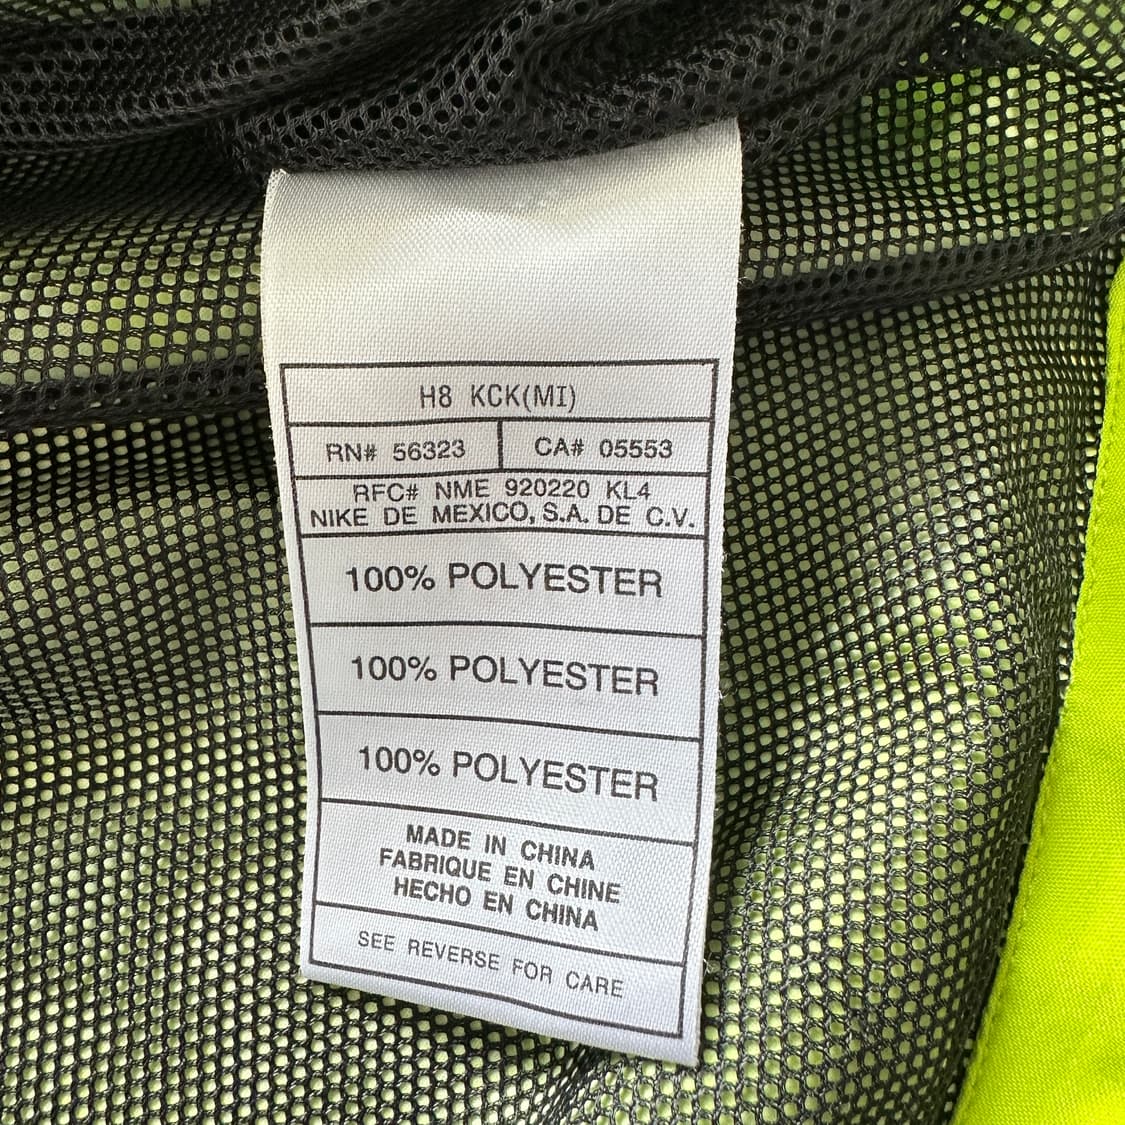 H8 KCK(MI)
RN# 56323
CA# 05553
RFC# NME 920220 KL4
NIKE DE MEXICO, S.A. DE C.V.
100% POLYESTER
100% POLYESTER
100% POLYESTER
MADE IN CHINA
FABRIQUE EN CHINE
HECHO EN CHINA
SEE REVERSE FOR CARE